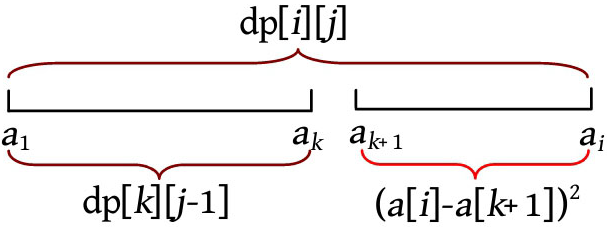 dp[i][j]
a₁ aₖ aₖ₊₁ aᵢ
dp[k][j-1] (a[i]-a[k+1])²